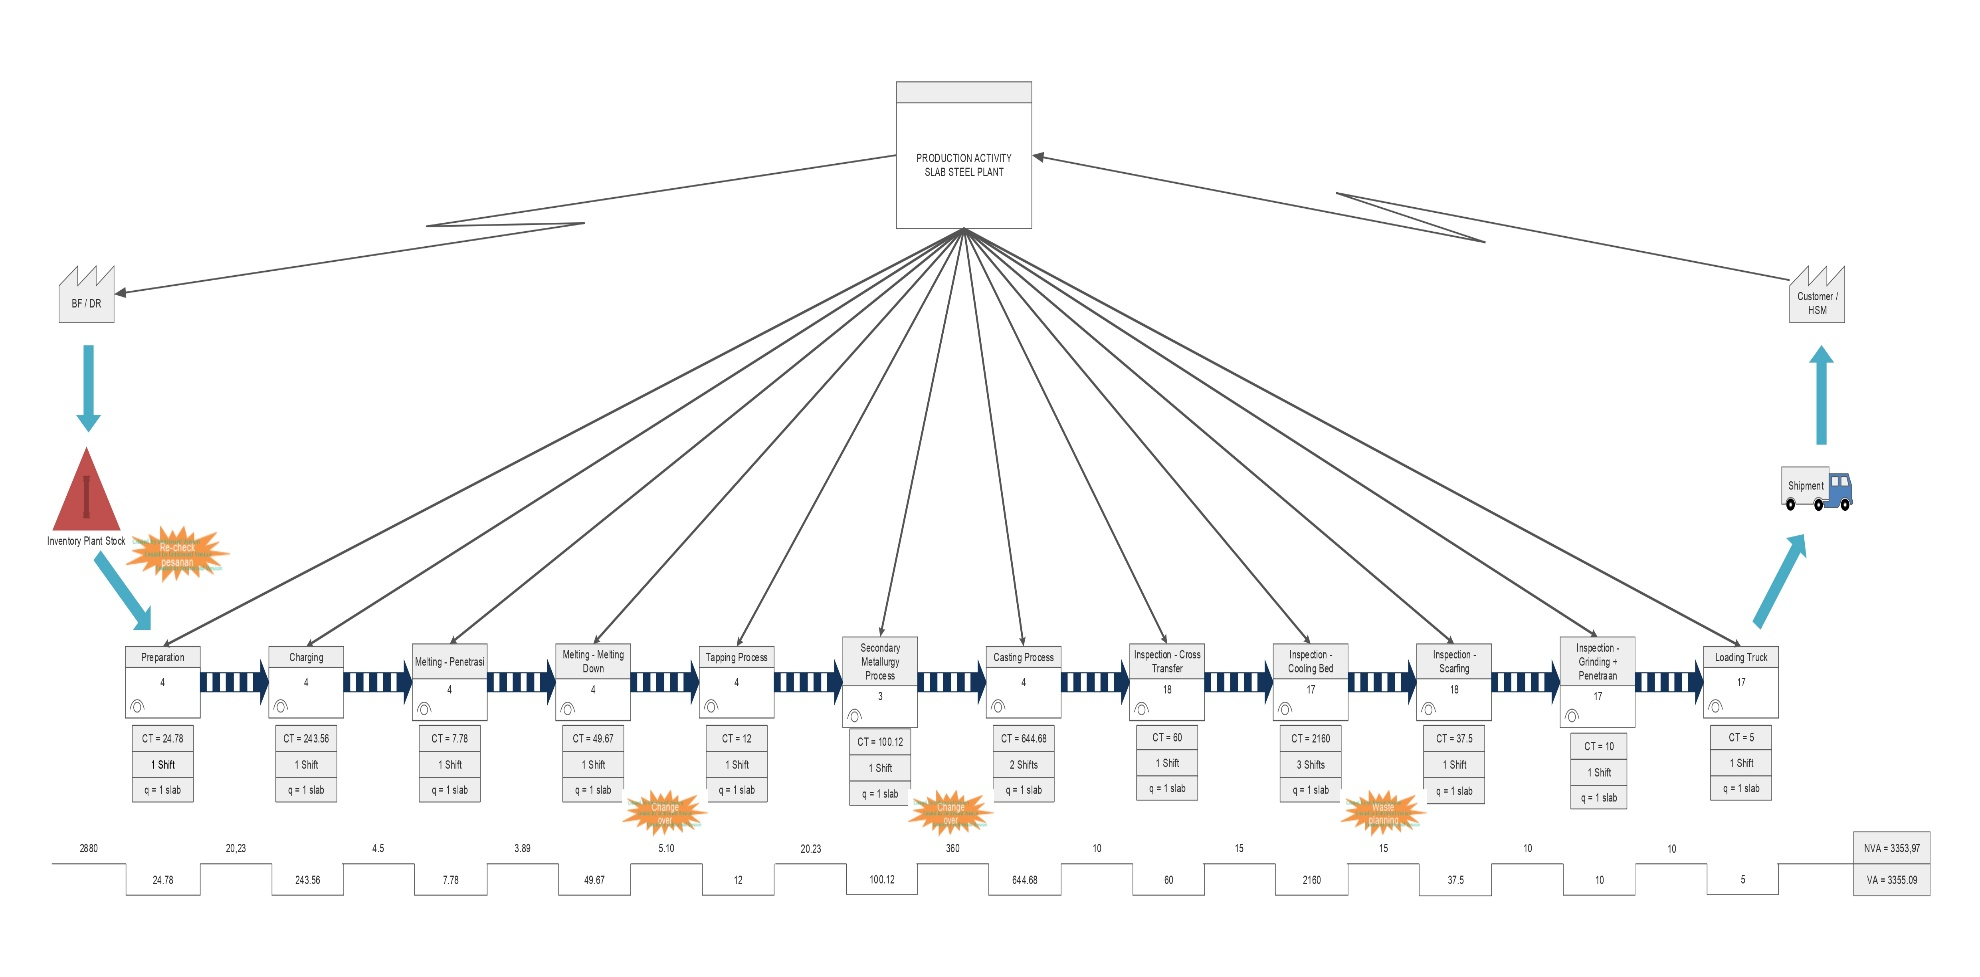 PRODUCTION ACTIVITY
SLAB STEEL PLANT
BF / DR
Customer /
HSM
Shipment
I
Inventory Plant Stock
Re-check
pesanan
Preparation
4
CT = 24.78
1 Shift
q = 1 slab
Charging
4
CT = 243.56
1 Shift
q = 1 slab
Melting - Penetrasi
4
CT = 7.78
1 Shift
q = 1 slab
Melting - Melting
Down
4
CT = 49.67
1 Shift
q = 1 slab
Change
over
Tapping Process
4
CT = 12
1 Shift
q = 1 slab
Secondary
Metallurgy
Process
3
CT = 100.12
1 Shift
q = 1 slab
Change
over
Casting Process
4
CT = 644.68
2 Shifts
q = 1 slab
Inspection - Cross
Transfer
18
CT = 60
1 Shift
q = 1 slab
Inspection -
Cooling Bed
17
CT = 2160
3 Shifts
q = 1 slab
Waste
planning
Inspection -
Scarfing
18
CT = 37.5
1 Shift
q = 1 slab
Inspection -
Grinding +
Penetraan
17
CT = 10
1 Shift
q = 1 slab
Loading Truck
17
CT = 5
1 Shift
q = 1 slab
2880 20,23 4.5 3.89 5.10 20.23 360 10 15 15 10 10 NVA = 3353,97
24.78 243.56 7.78 49.67 12 100.12 644.68 60 2160 37.5 10 5 VA = 3355.09